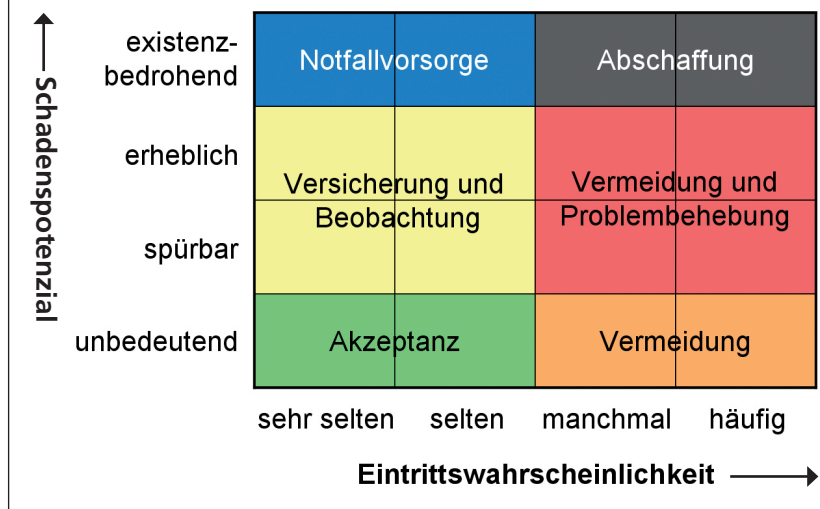 Schadenspotenzial
existenz-
bedrohend
Notfallvorsorge
Abschaffung
erheblich
Versicherung und
Beobachtung
Vermeidung und
Problembehebung
spürbar
unbedeutend
Akzeptanz
Vermeidung
sehr selten
selten
manchmal
häufig
Eintrittswahrscheinlichkeit